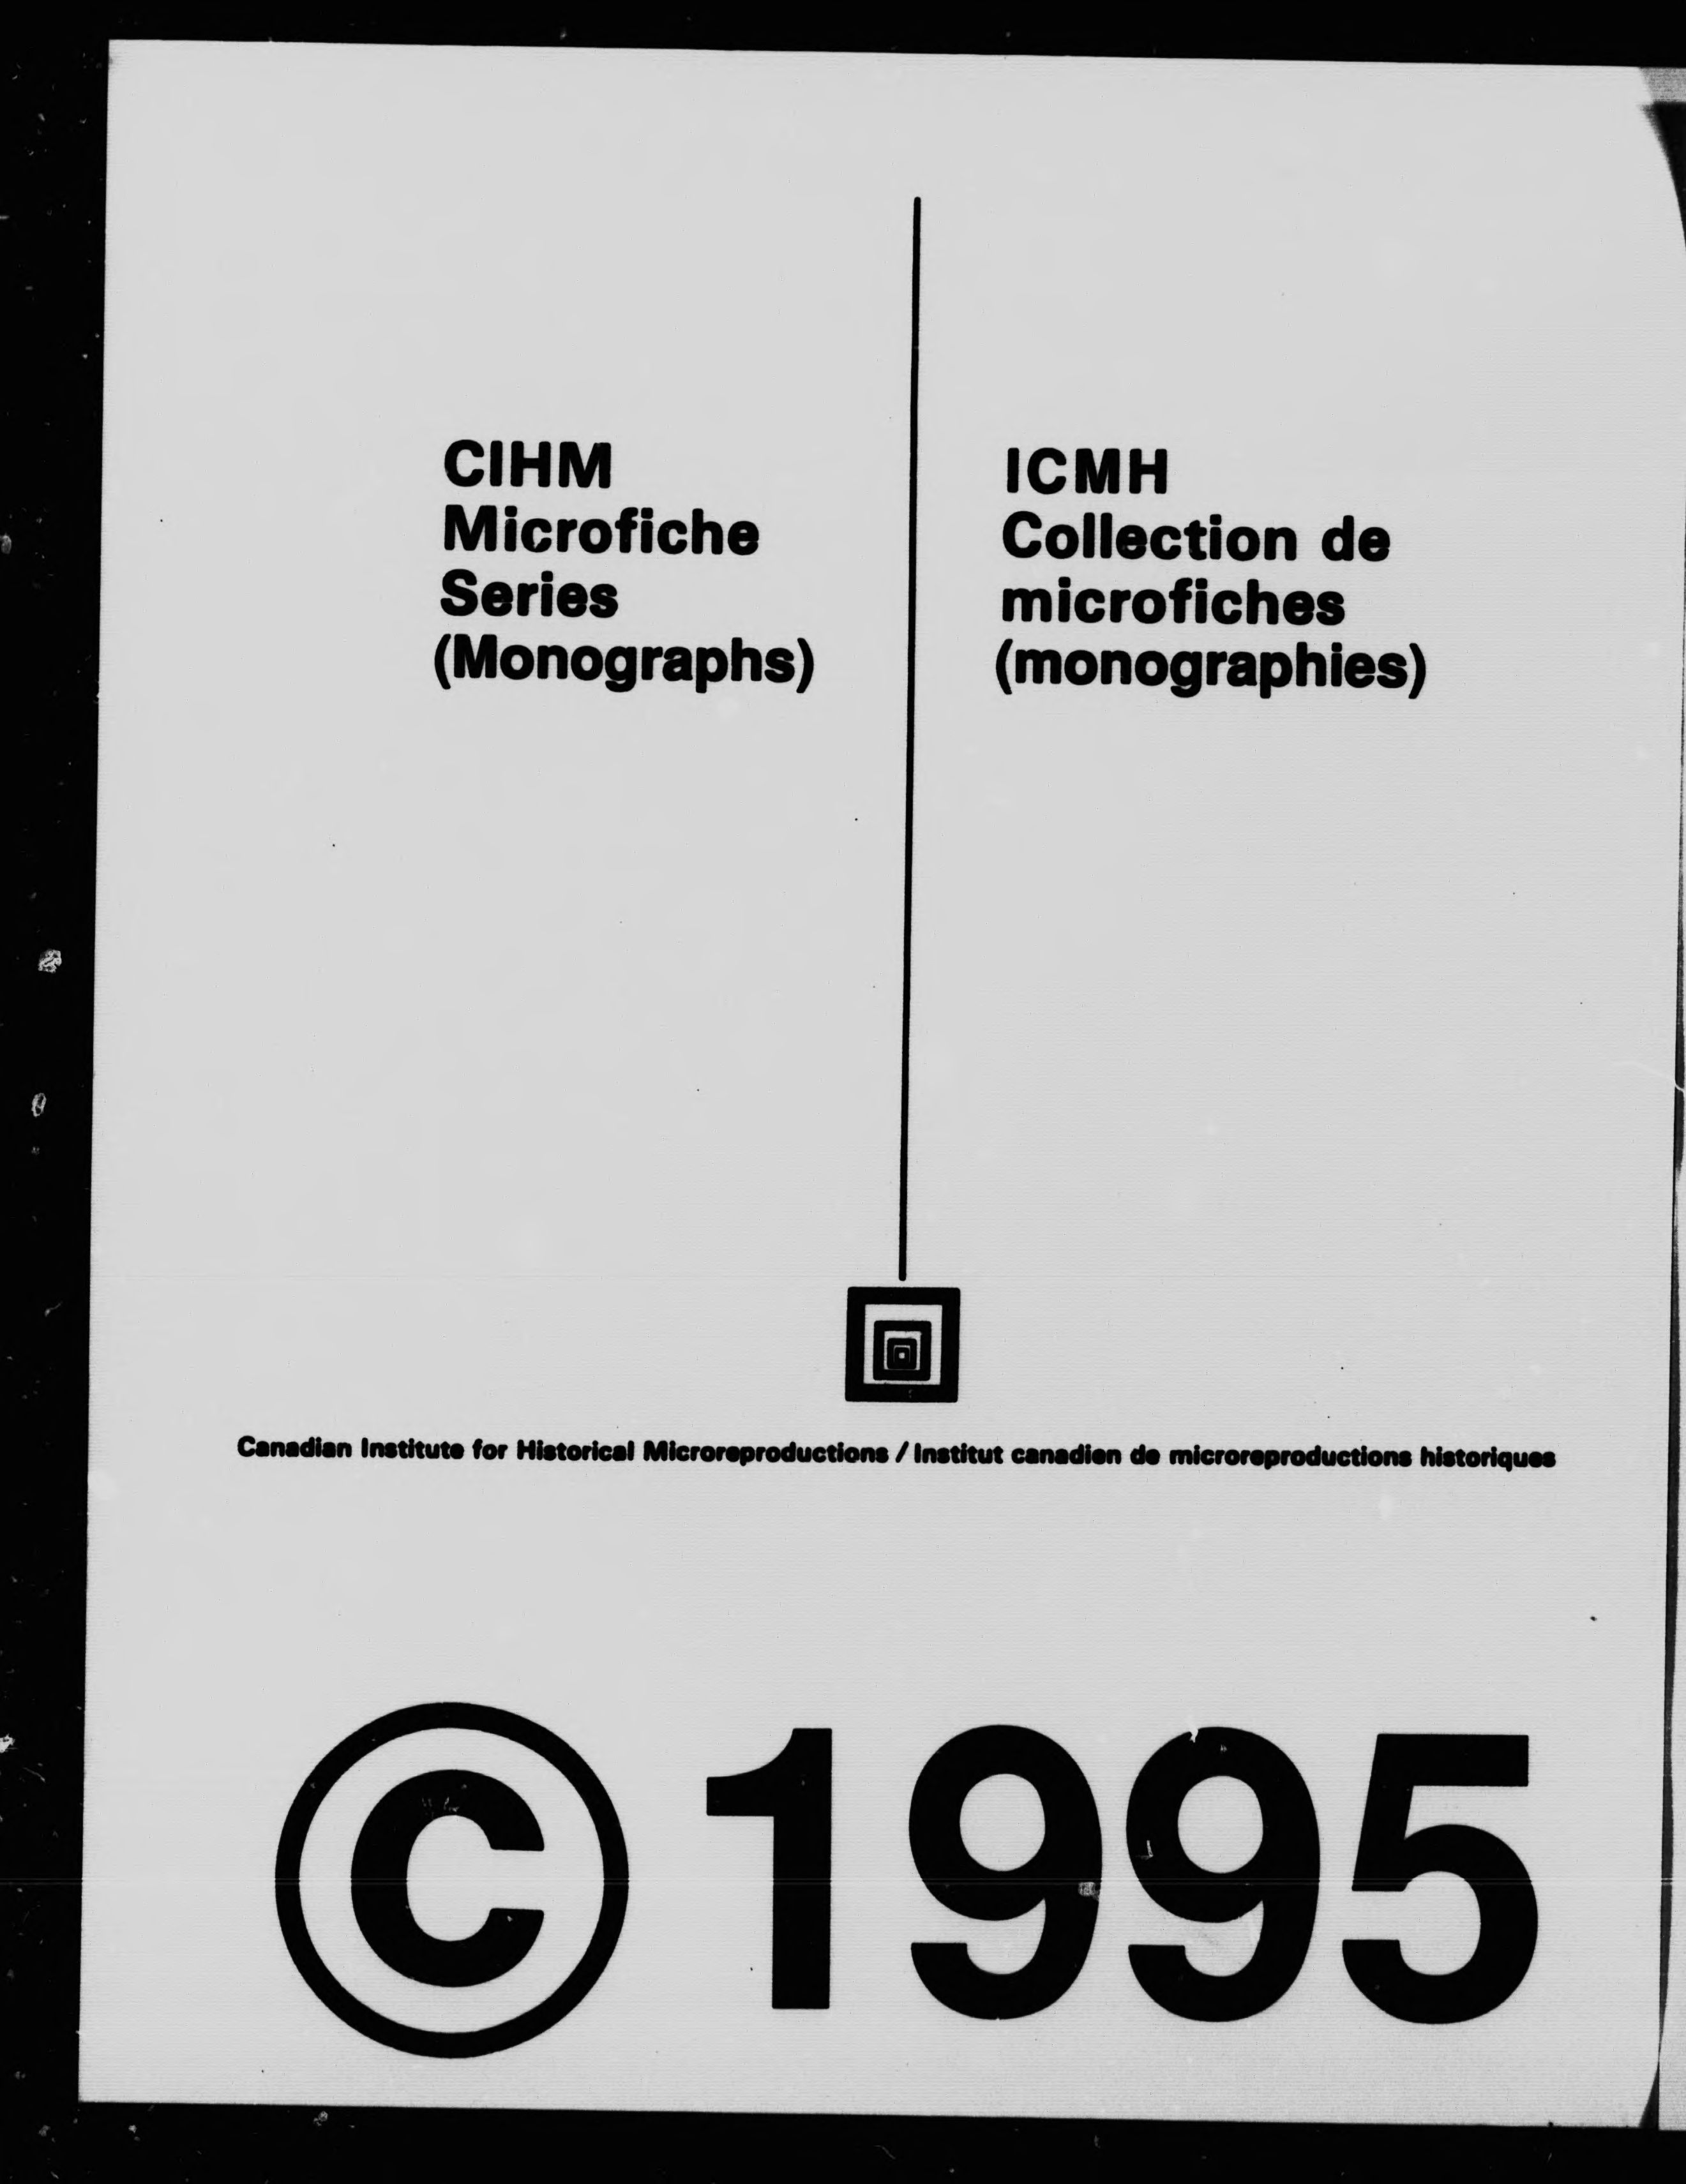 CIHM
Microfiche
Series
(Monographs)
ICMH
Collection de
microfiches
(monographies)
Canadian Institute for Historical Microreproductions / Institut canadien de microreproductions historiques
© 1995